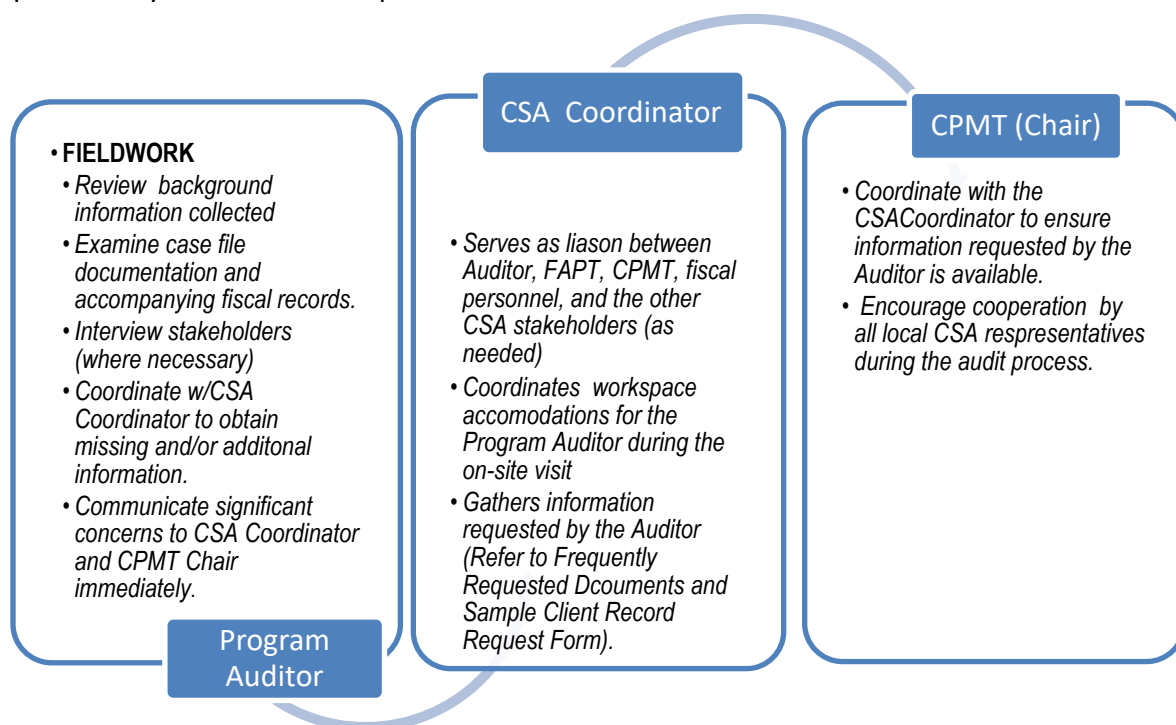 • FIELDWORK
• Review background
information collected
• Examine case file
documentation and
accompanying fiscal records.
• Interview stakeholders
(where necessary)
• Coordinate w/CSA
Coordinator to obtain
missing and/or additonal
information.
• Communicate significant
concerns to CSA Coordinator
and CPMT Chair
immediately.
Program
Auditor
CSA Coordinator
• Serves as liason between
Auditor, FAPT, CPMT, fiscal
personnel, and the other
CSA stakeholders (as
needed)
• Coordinates workspace
accomodations for the
Program Auditor during the
on-site visit
• Gathers information
requested by the Auditor
(Refer to Frequently
Requested Dcouments and
Sample Client Record
Request Form).
CPMT (Chair)
• Coordinate with the
CSACoordinator to ensure
information requested by the
Auditor is available.
• Encourage cooperation by
all local CSA respresentatives
during the audit process.